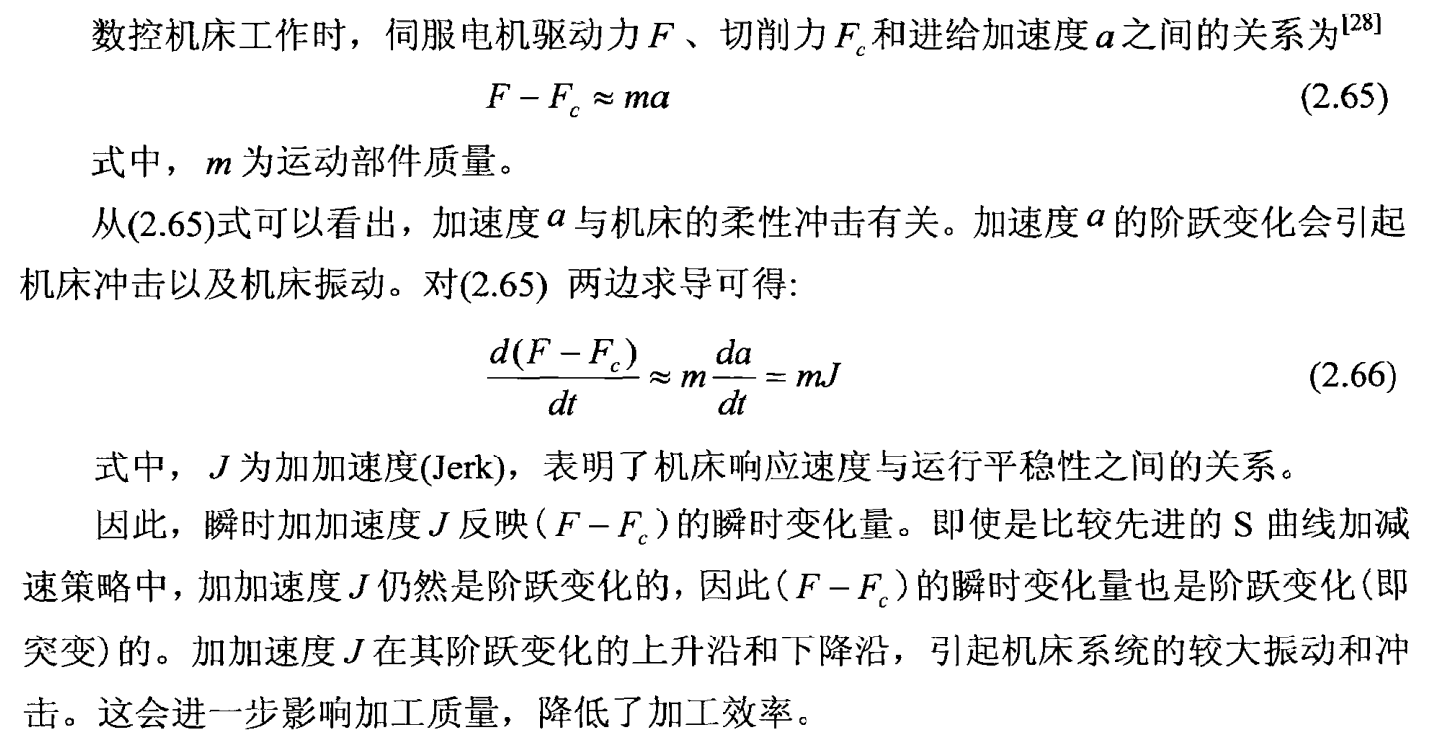 数控机床工作时，伺服电机驱动力 F 、切削力 F_c 和进给加速度 a 之间的关系为[28]
F − F_c ≈ ma (2.65)
式中， m 为运动部件质量。
从(2.65)式可以看出，加速度 a 与机床的柔性冲击有关。加速度 a 的阶跃变化会引起
机床冲击以及机床振动。对(2.65) 两边求导可得:
d(F − F_c)/dt ≈ m da/dt = mJ (2.66)
式中， J 为加加速度(Jerk)，表明了机床响应速度与运行平稳性之间的关系。
因此，瞬时加加速度 J 反映( F − F_c )的瞬时变化量。即使是比较先进的 S 曲线加减
速策略中，加加速度 J 仍然是阶跃变化的，因此( F − F_c )的瞬时变化量也是阶跃变化(即
突变)的。加加速度 J 在其阶跃变化的上升沿和下降沿，引起机床系统的较大振动和冲
击。这会进一步影响加工质量，降低了加工效率。